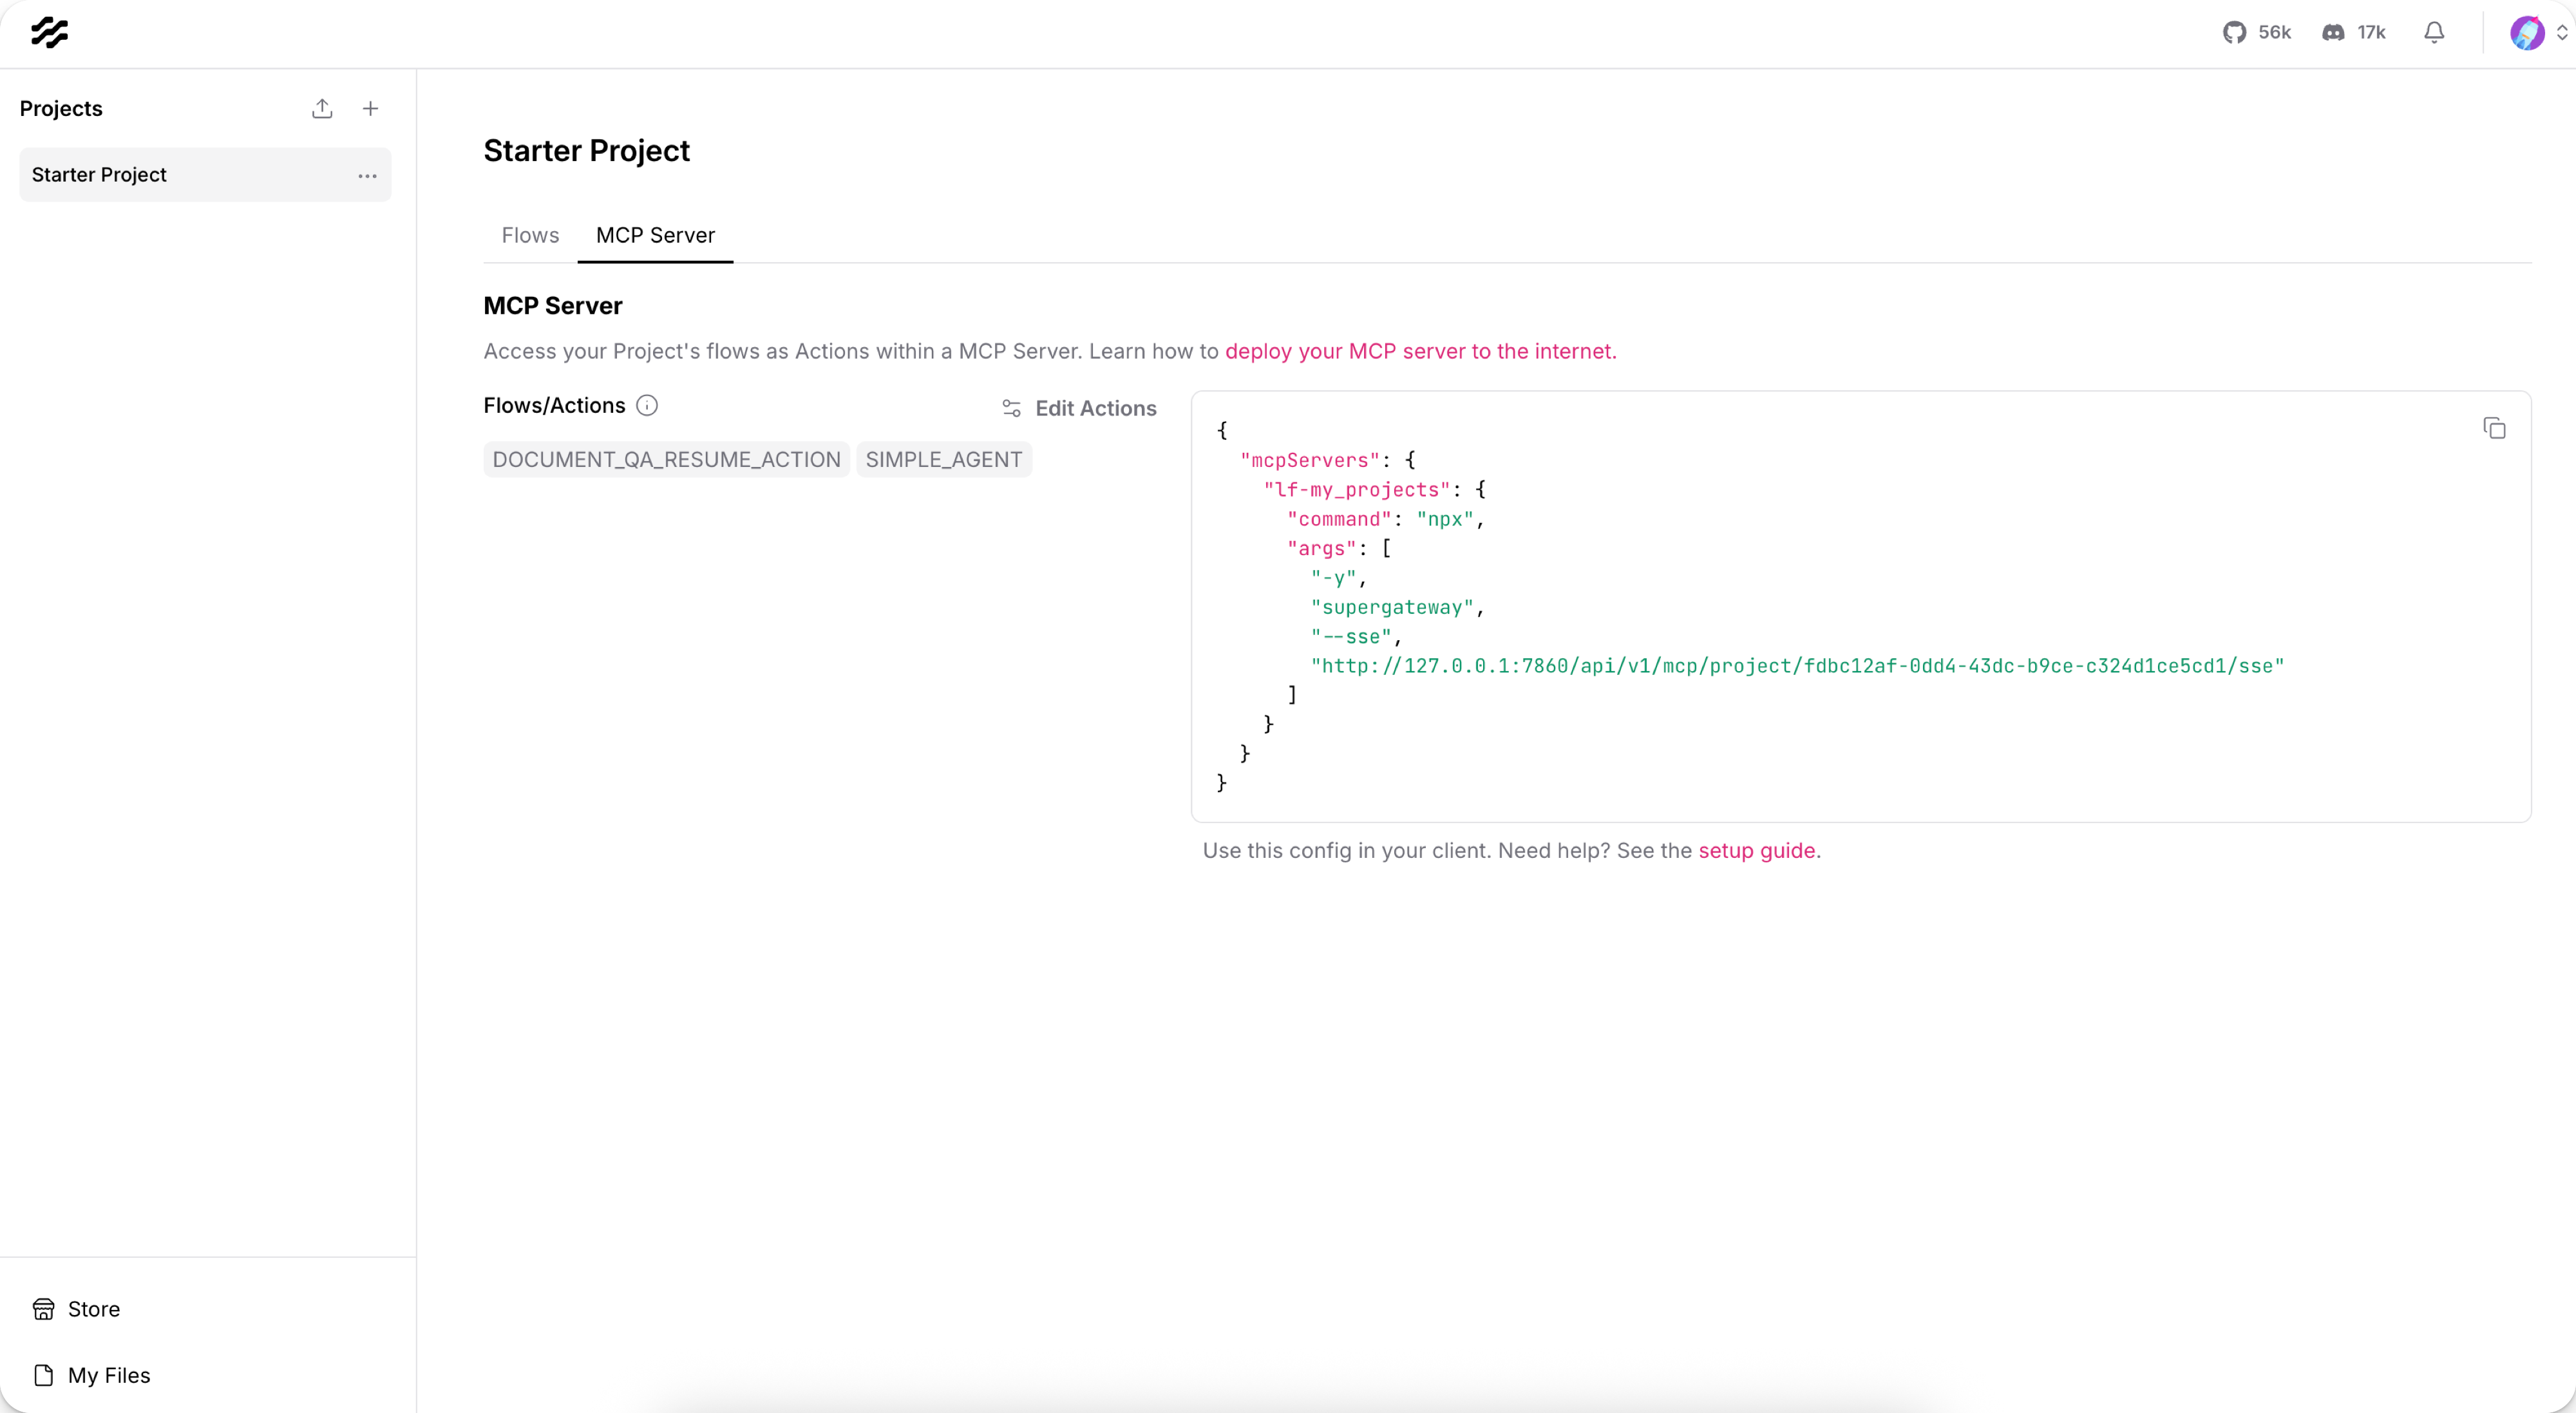 56k 17k
Projects
Starter Project
Starter Project
Flows MCP Server
MCP Server
Access your Project's flows as Actions within a MCP Server. Learn how to deploy your MCP server to the internet.
Flows/Actions Edit Actions
DOCUMENT_QA_RESUME_ACTION SIMPLE_AGENT
{
"mcpServers": {
"lf-my_projects": {
"command": "npx",
"args": [
"-y",
"supergateway",
"--sse",
"http://127.0.0.1:7860/api/v1/mcp/project/fdbc12af-0dd4-43dc-b9ce-c324d1ce5cd1/sse"
]
}
}
}
Use this config in your client. Need help? See the setup guide.
Store
My Files